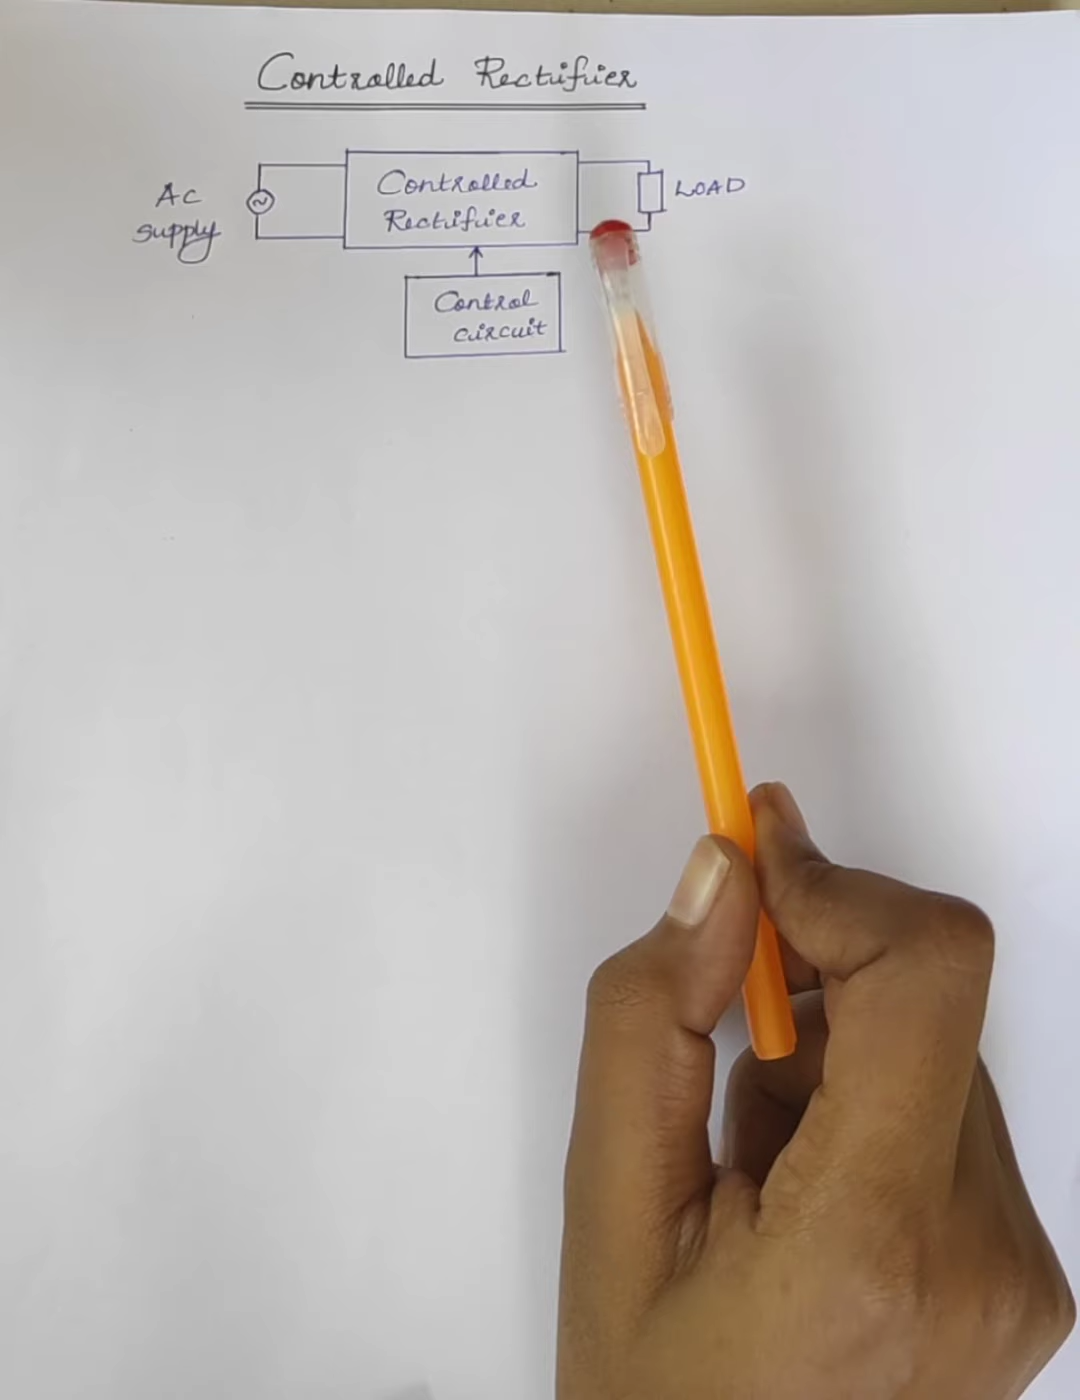 Controlled Rectifier
AC
supply
Controlled
Rectifier
LOAD
Control
circuit